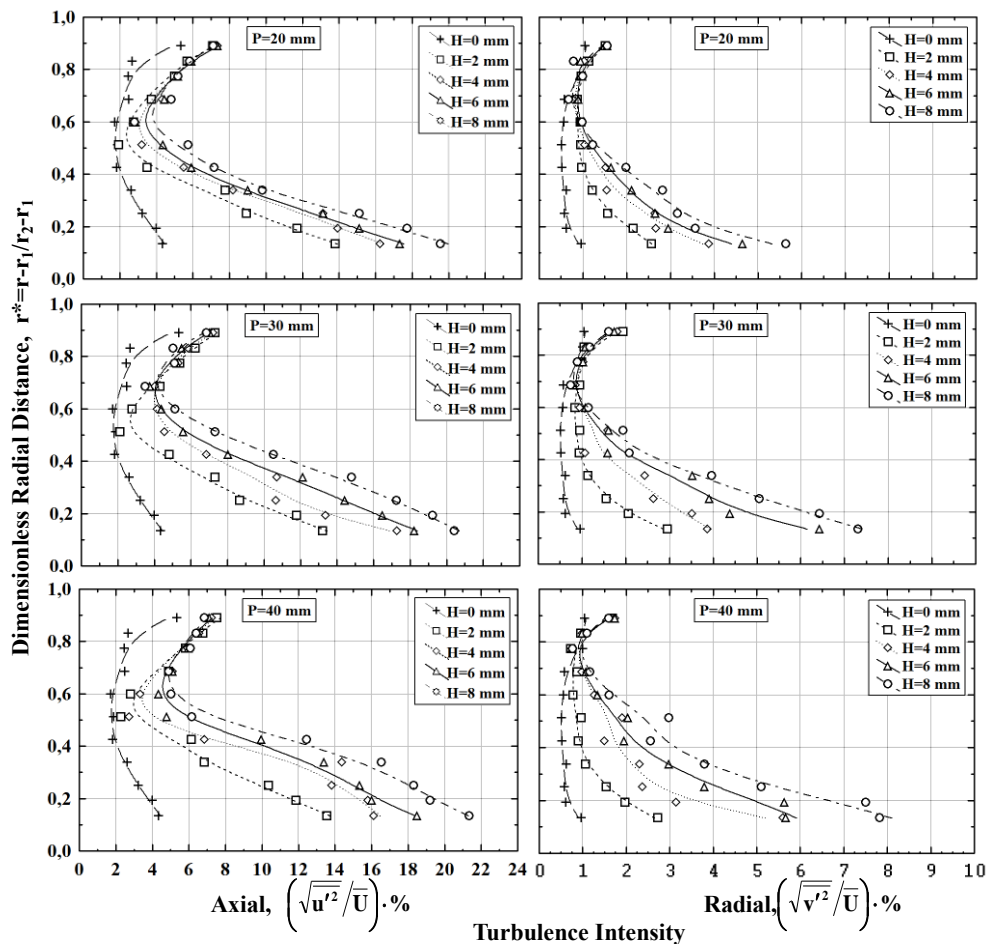 1,0
0,8
0,6
0,4
0,2
0,0
P=20 mm
H=0 mm
H=2 mm
H=4 mm
H=6 mm
H=8 mm
P=20 mm
H=0 mm
H=2 mm
H=4 mm
H=6 mm
H=8 mm
1,0
0,8
0,6
0,4
0,2
0,0
P=30 mm
H=0 mm
H=2 mm
H=4 mm
H=6 mm
H=8 mm
P=30 mm
H=0 mm
H=2 mm
H=4 mm
H=6 mm
H=8 mm
1,0
0,8
0,6
0,4
0,2
0,0
P=40 mm
H=0 mm
H=2 mm
H=4 mm
H=6 mm
H=8 mm
P=40 mm
H=0 mm
H=2 mm
H=4 mm
H=6 mm
H=8 mm
2 4 6 8 10 12 14 16 18 20 22 24
0 1 2 3 4 5 6 7 8 9 10
Dimensionless Radial Distance, r*=r-r₁/r₂-r₁
Axial, (√u′²/U̅)·%
Radial,(√v′²/U̅)·%
Turbulence Intensity